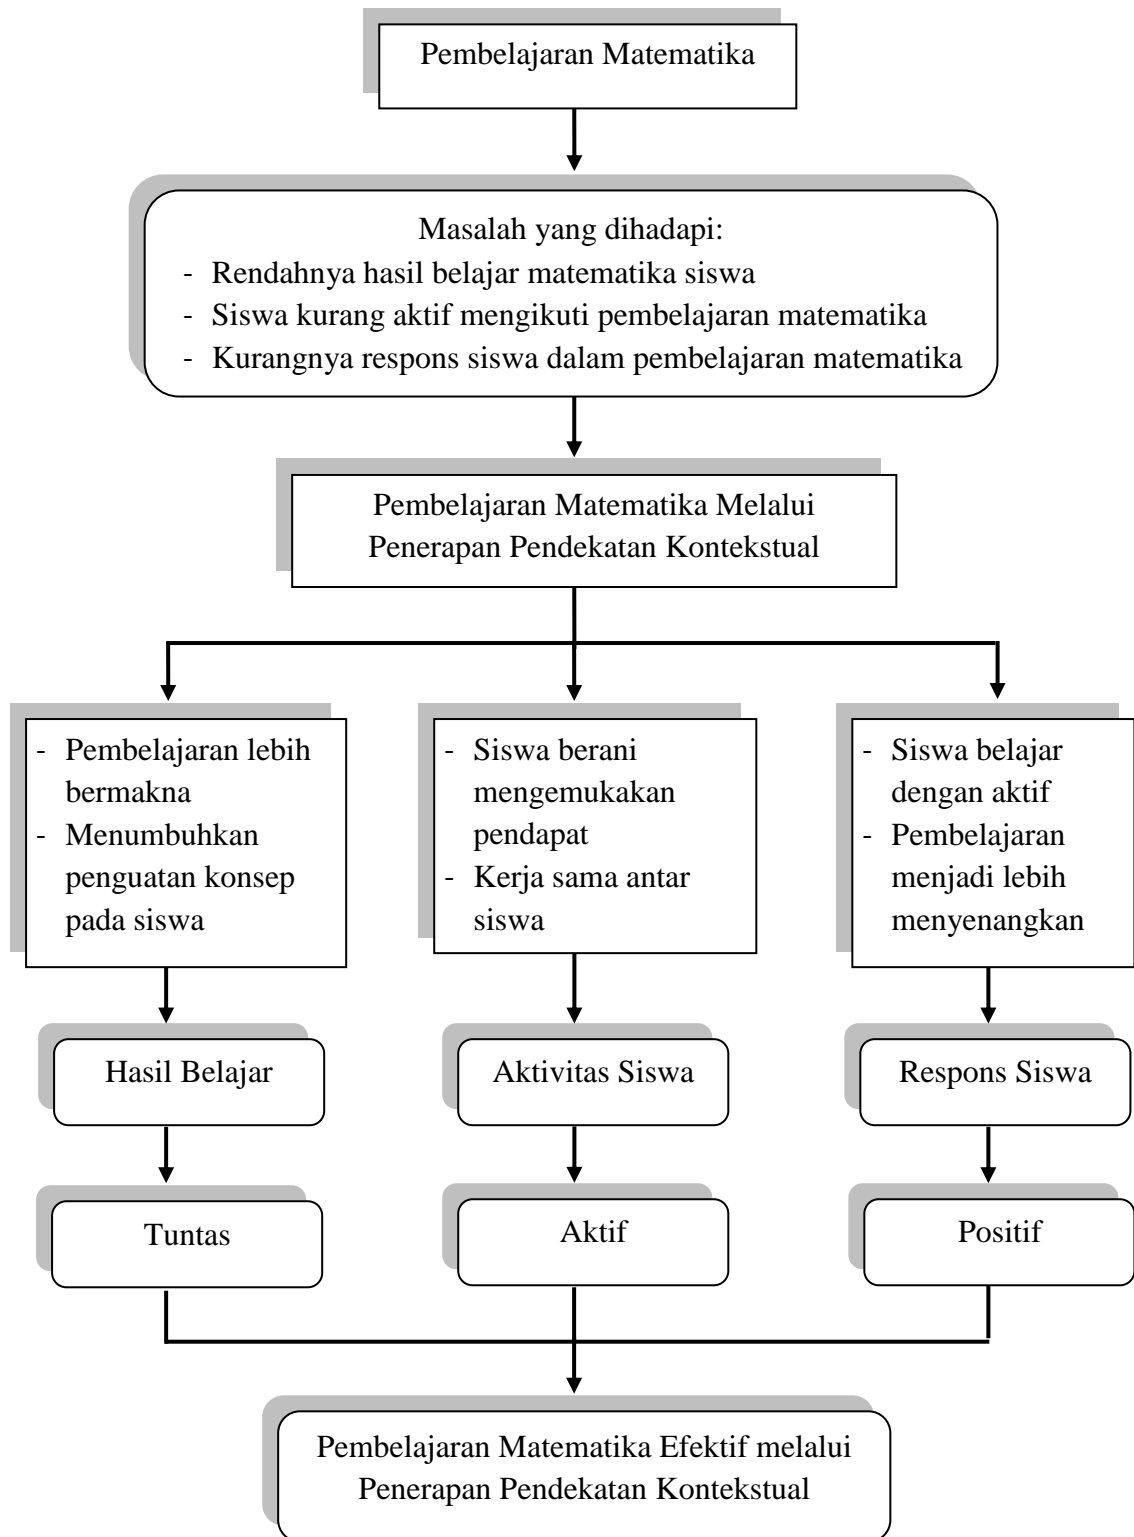 Pembelajaran Matematika
Masalah yang dihadapi:
- Rendahnya hasil belajar matematika siswa
- Siswa kurang aktif mengikuti pembelajaran matematika
- Kurangnya respons siswa dalam pembelajaran matematika
Pembelajaran Matematika Melalui
Penerapan Pendekatan Kontekstual
- Pembelajaran lebih
bermakna
- Menumbuhkan
penguatan konsep
pada siswa
- Siswa berani
mengemukakan
pendapat
- Kerja sama antar
siswa
- Siswa belajar
dengan aktif
- Pembelajaran
menjadi lebih
menyenangkan
Hasil Belajar
Aktivitas Siswa
Respons Siswa
Tuntas
Aktif
Positif
Pembelajaran Matematika Efektif melalui
Penerapan Pendekatan Kontekstual